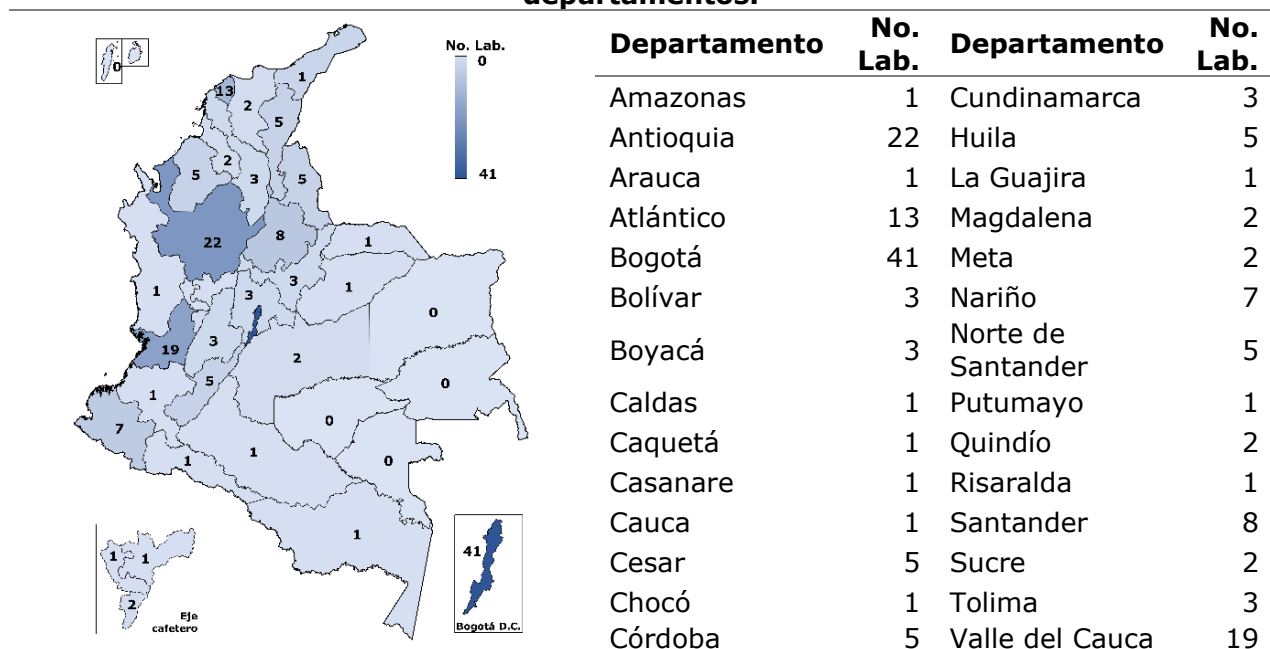 departamentos.
No. Lab.
0
41
0
1
13
2
5
2
5
3
5
22
8
1
1
3
1
3
0
19
3
2
5
0
1
0
7
1
1
0
1
1
1
2
Eje
cafetero
41
Bogotá D.C.
Departamento No. Lab. Departamento No. Lab.
Amazonas 1 Cundinamarca 3
Antioquia 22 Huila 5
Arauca 1 La Guajira 1
Atlántico 13 Magdalena 2
Bogotá 41 Meta 2
Bolívar 3 Nariño 7
Boyacá 3 Norte de Santander 5
Caldas 1 Putumayo 1
Caquetá 1 Quindío 2
Casanare 1 Risaralda 1
Cauca 1 Santander 8
Cesar 5 Sucre 2
Chocó 1 Tolima 3
Córdoba 5 Valle del Cauca 19